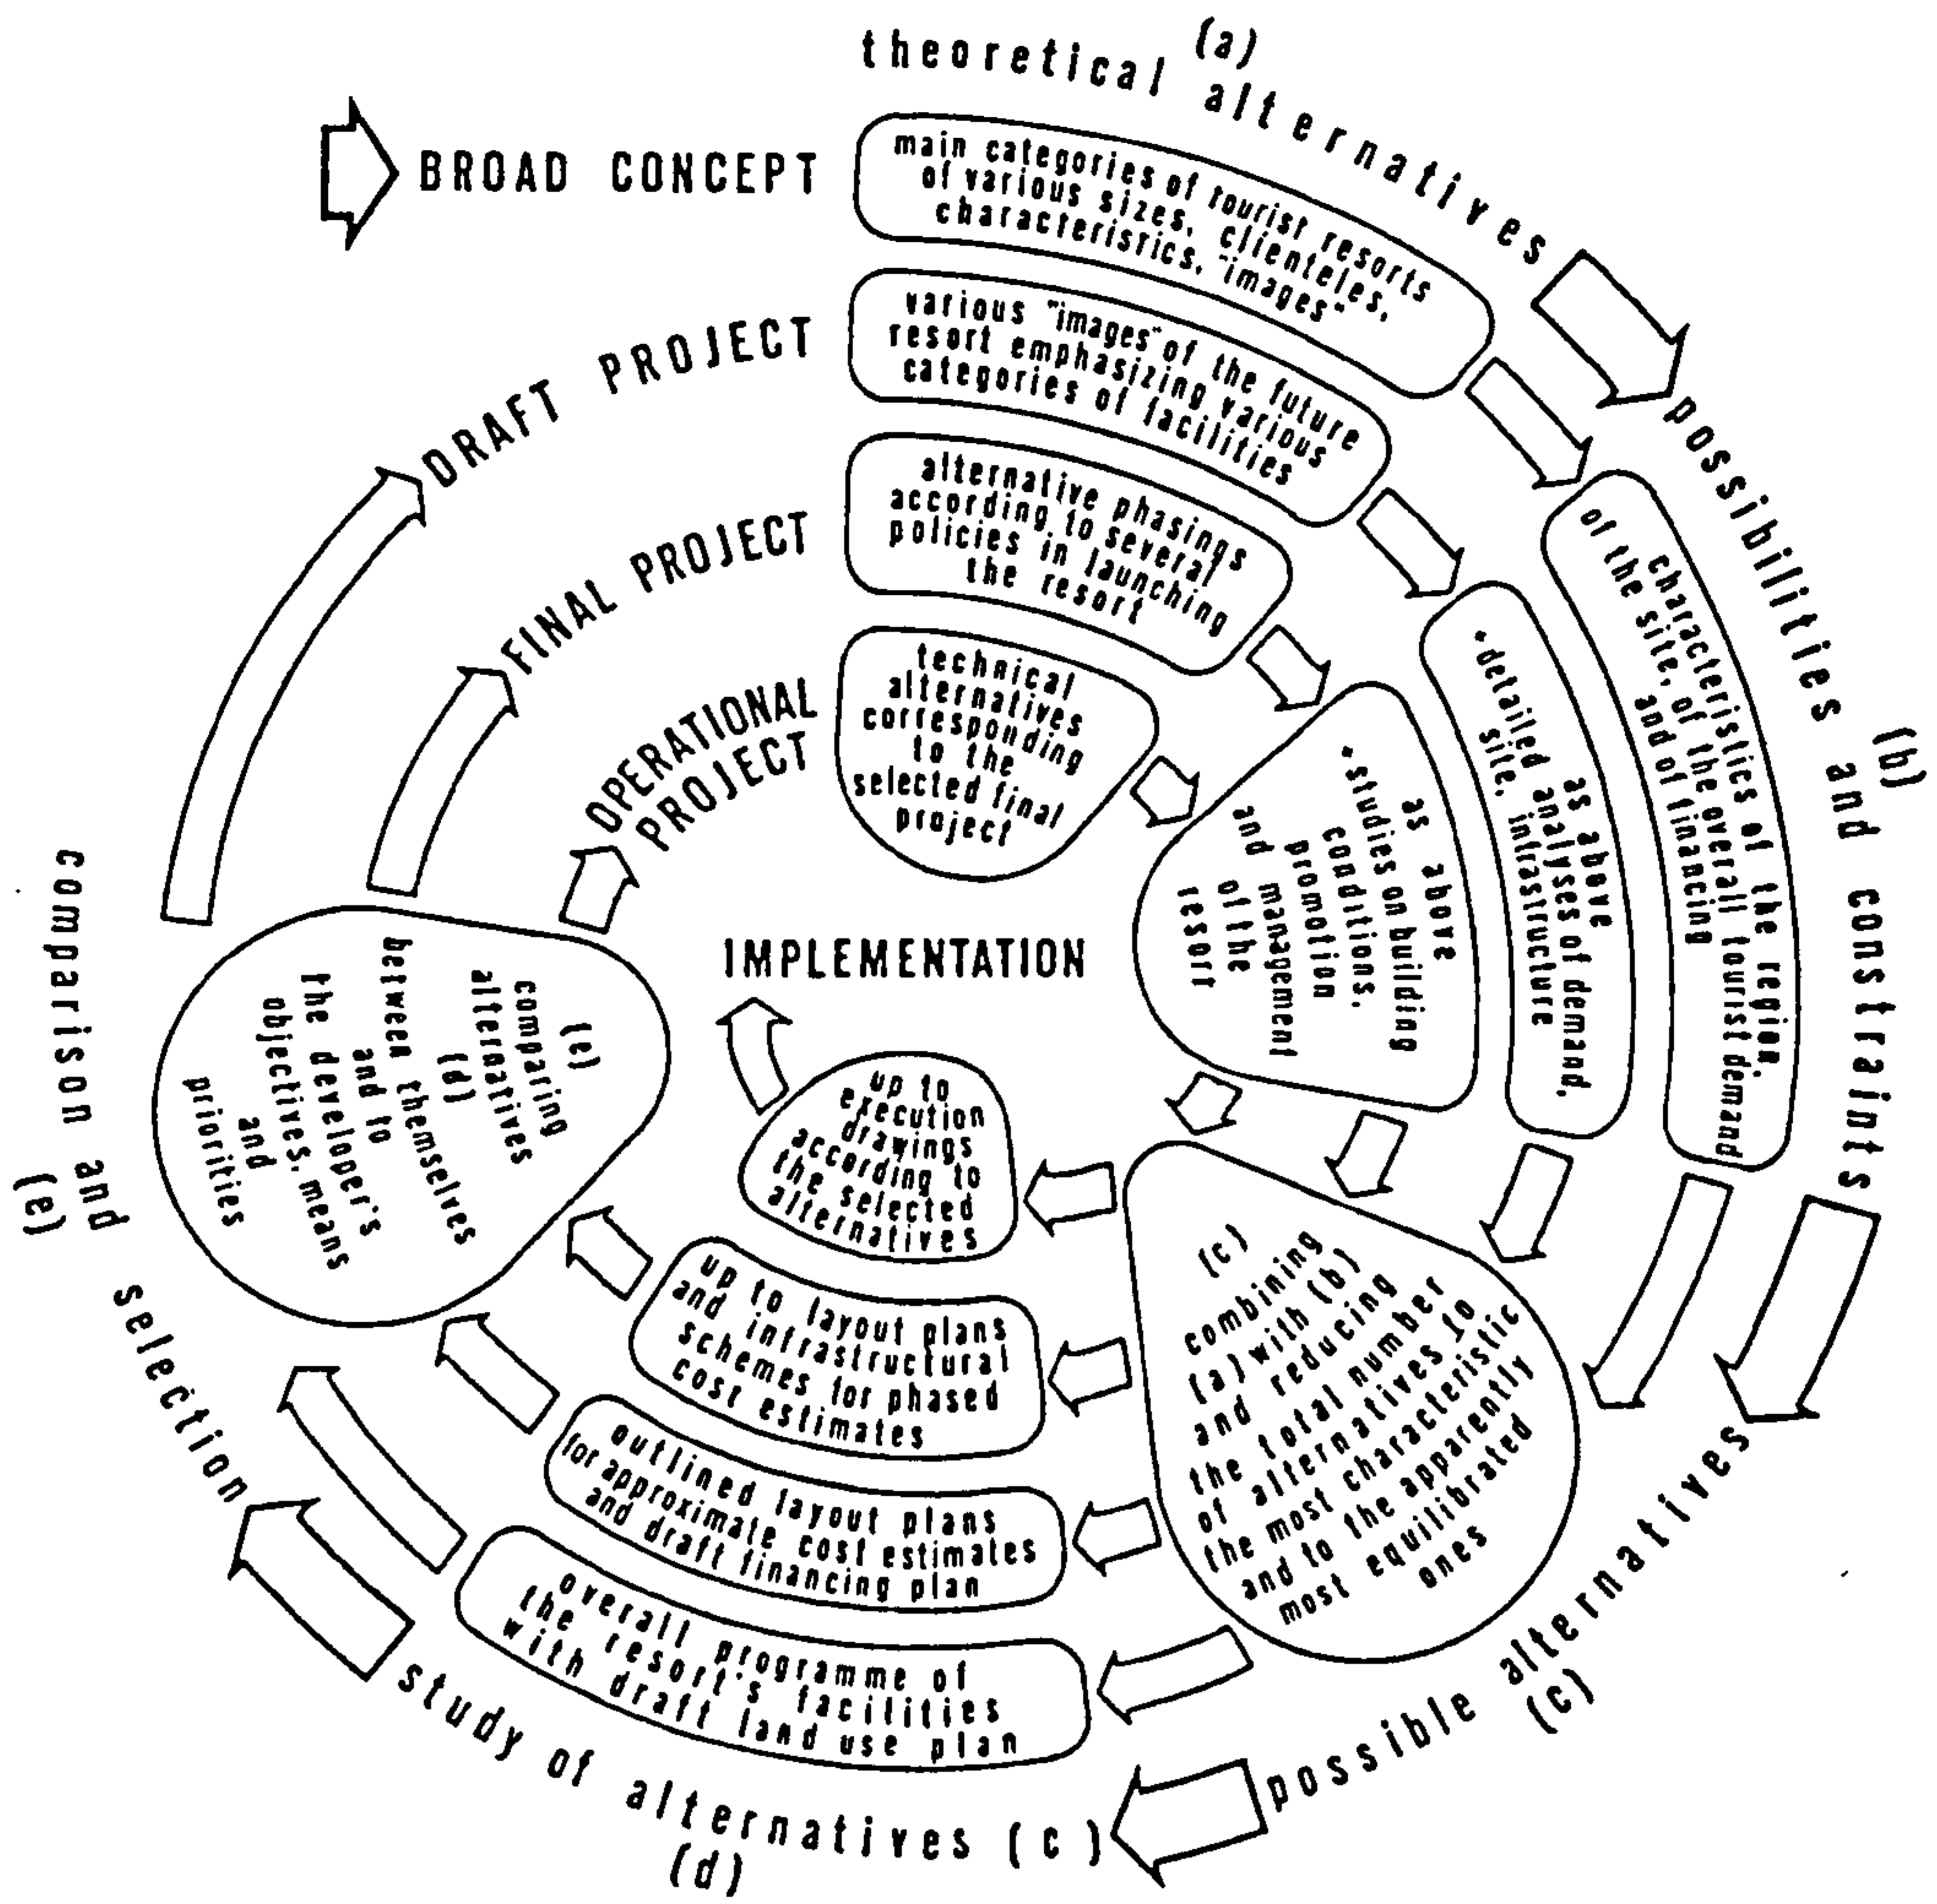 theoretical (a) alternatives
BROAD CONCEPT
main categories of tourist resorts
of various sizes, clienteles,
characteristics, "images"
DRAFT PROJECT
various "images" of the future
resort emphasizing various
categories of facilities
FINAL PROJECT
alternative phasings
according to several
policies in launching
the resort
OPERATIONAL
PROJECT
technical
alternatives
corresponding
to the
selected final
project
possibilities and constraints
(b)
characteristics of the region,
of the site, of the overall tourist demand
and of financing
as above
. detailed analyses of demand,
site, infrastructure
as above
. studies on building
conditions,
promotion
and management
of the
resort
possible alternatives
(c)
(c)
combining
(a) with (b)
and reducing
the total number
of alternatives to
the most characteristic
and to the apparently
most equilibrated
ones
study of alternatives (c)
(d)
up to
execution
drawings
according to
the selected
alternatives
up to layout plans
and infrastructural
schemes for phased
cost estimates
outlined layout plans
for approximate cost estimates
and draft financing plan
overall programme of
the resort's facilities
with draft land use plan
comparison and selection
(e)
(e)
comparing
alternatives
(d)
between themselves
and to
the developer's
objectives, means
and
priorities
IMPLEMENTATION